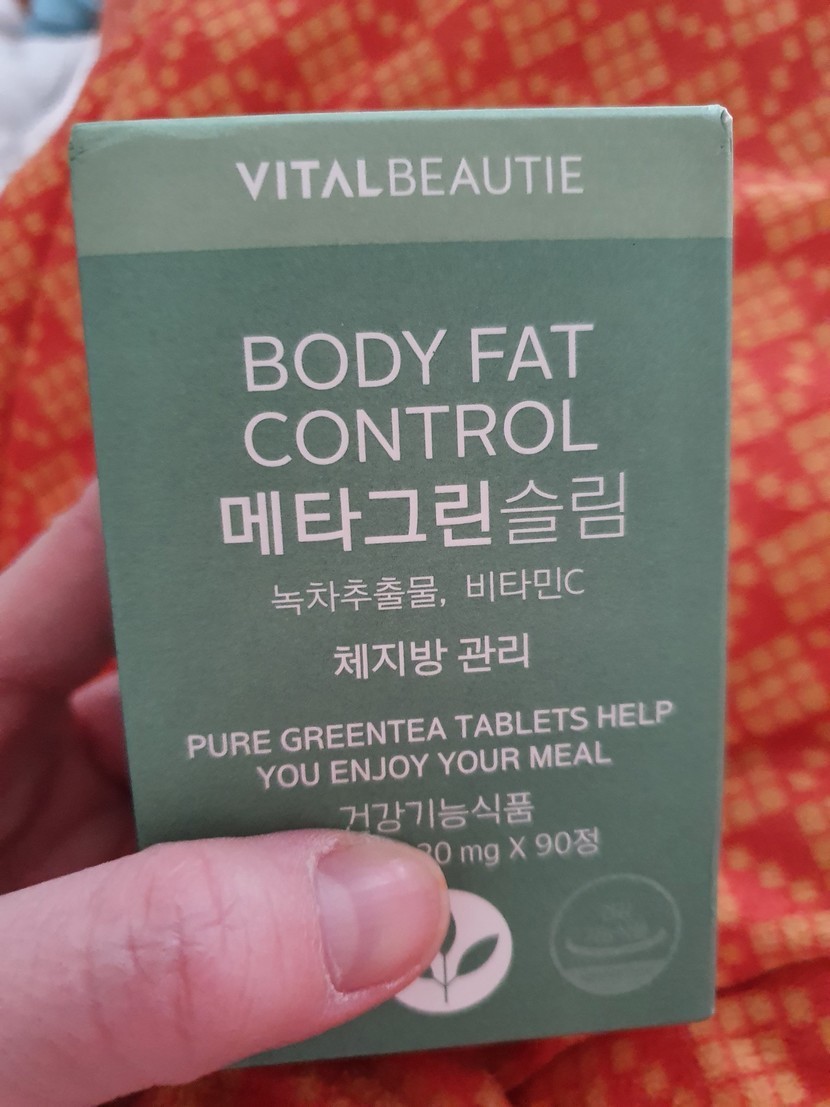 VITALBEAUTIE
BODY FAT
CONTROL
메타그린슬림
녹차추출물, 비타민C
체지방 관리
PURE GREENTEA TABLETS HELP
YOU ENJOY YOUR MEAL
건강기능식품
mg X 90정